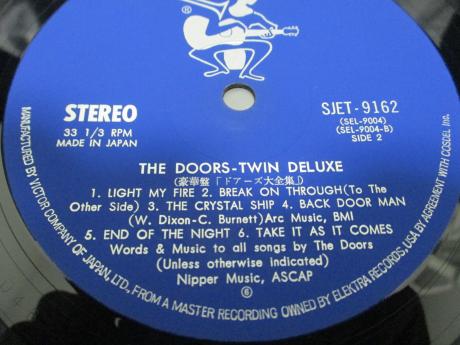 STEREO
33 1/3 RPM
MADE IN JAPAN
SJET-9162
(SEL-9004)
(SEL-9004-B)
SIDE 2
THE DOORS-TWIN DELUXE
(豪華盤「ドアーズ大全集」)
1. LIGHT MY FIRE 2. BREAK ON THROUGH(To The
Other Side) 3. THE CRYSTAL SHIP 4. BACK DOOR MAN
(W. Dixon-C. Burnett)Arc Music, BMI
5. END OF THE NIGHT 6. TAKE IT AS IT COMES
Words & Music to all songs by The Doors
(Unless otherwise indicated)
Nipper Music, ASCAP
MANUFACTURED BY VICTOR COMPANY OF JAPAN, LTD., FROM A MASTER RECORDING OWNED BY ELEKTRA RECORDS, USA BY AGREEMENT WITH COSDEL Inc.